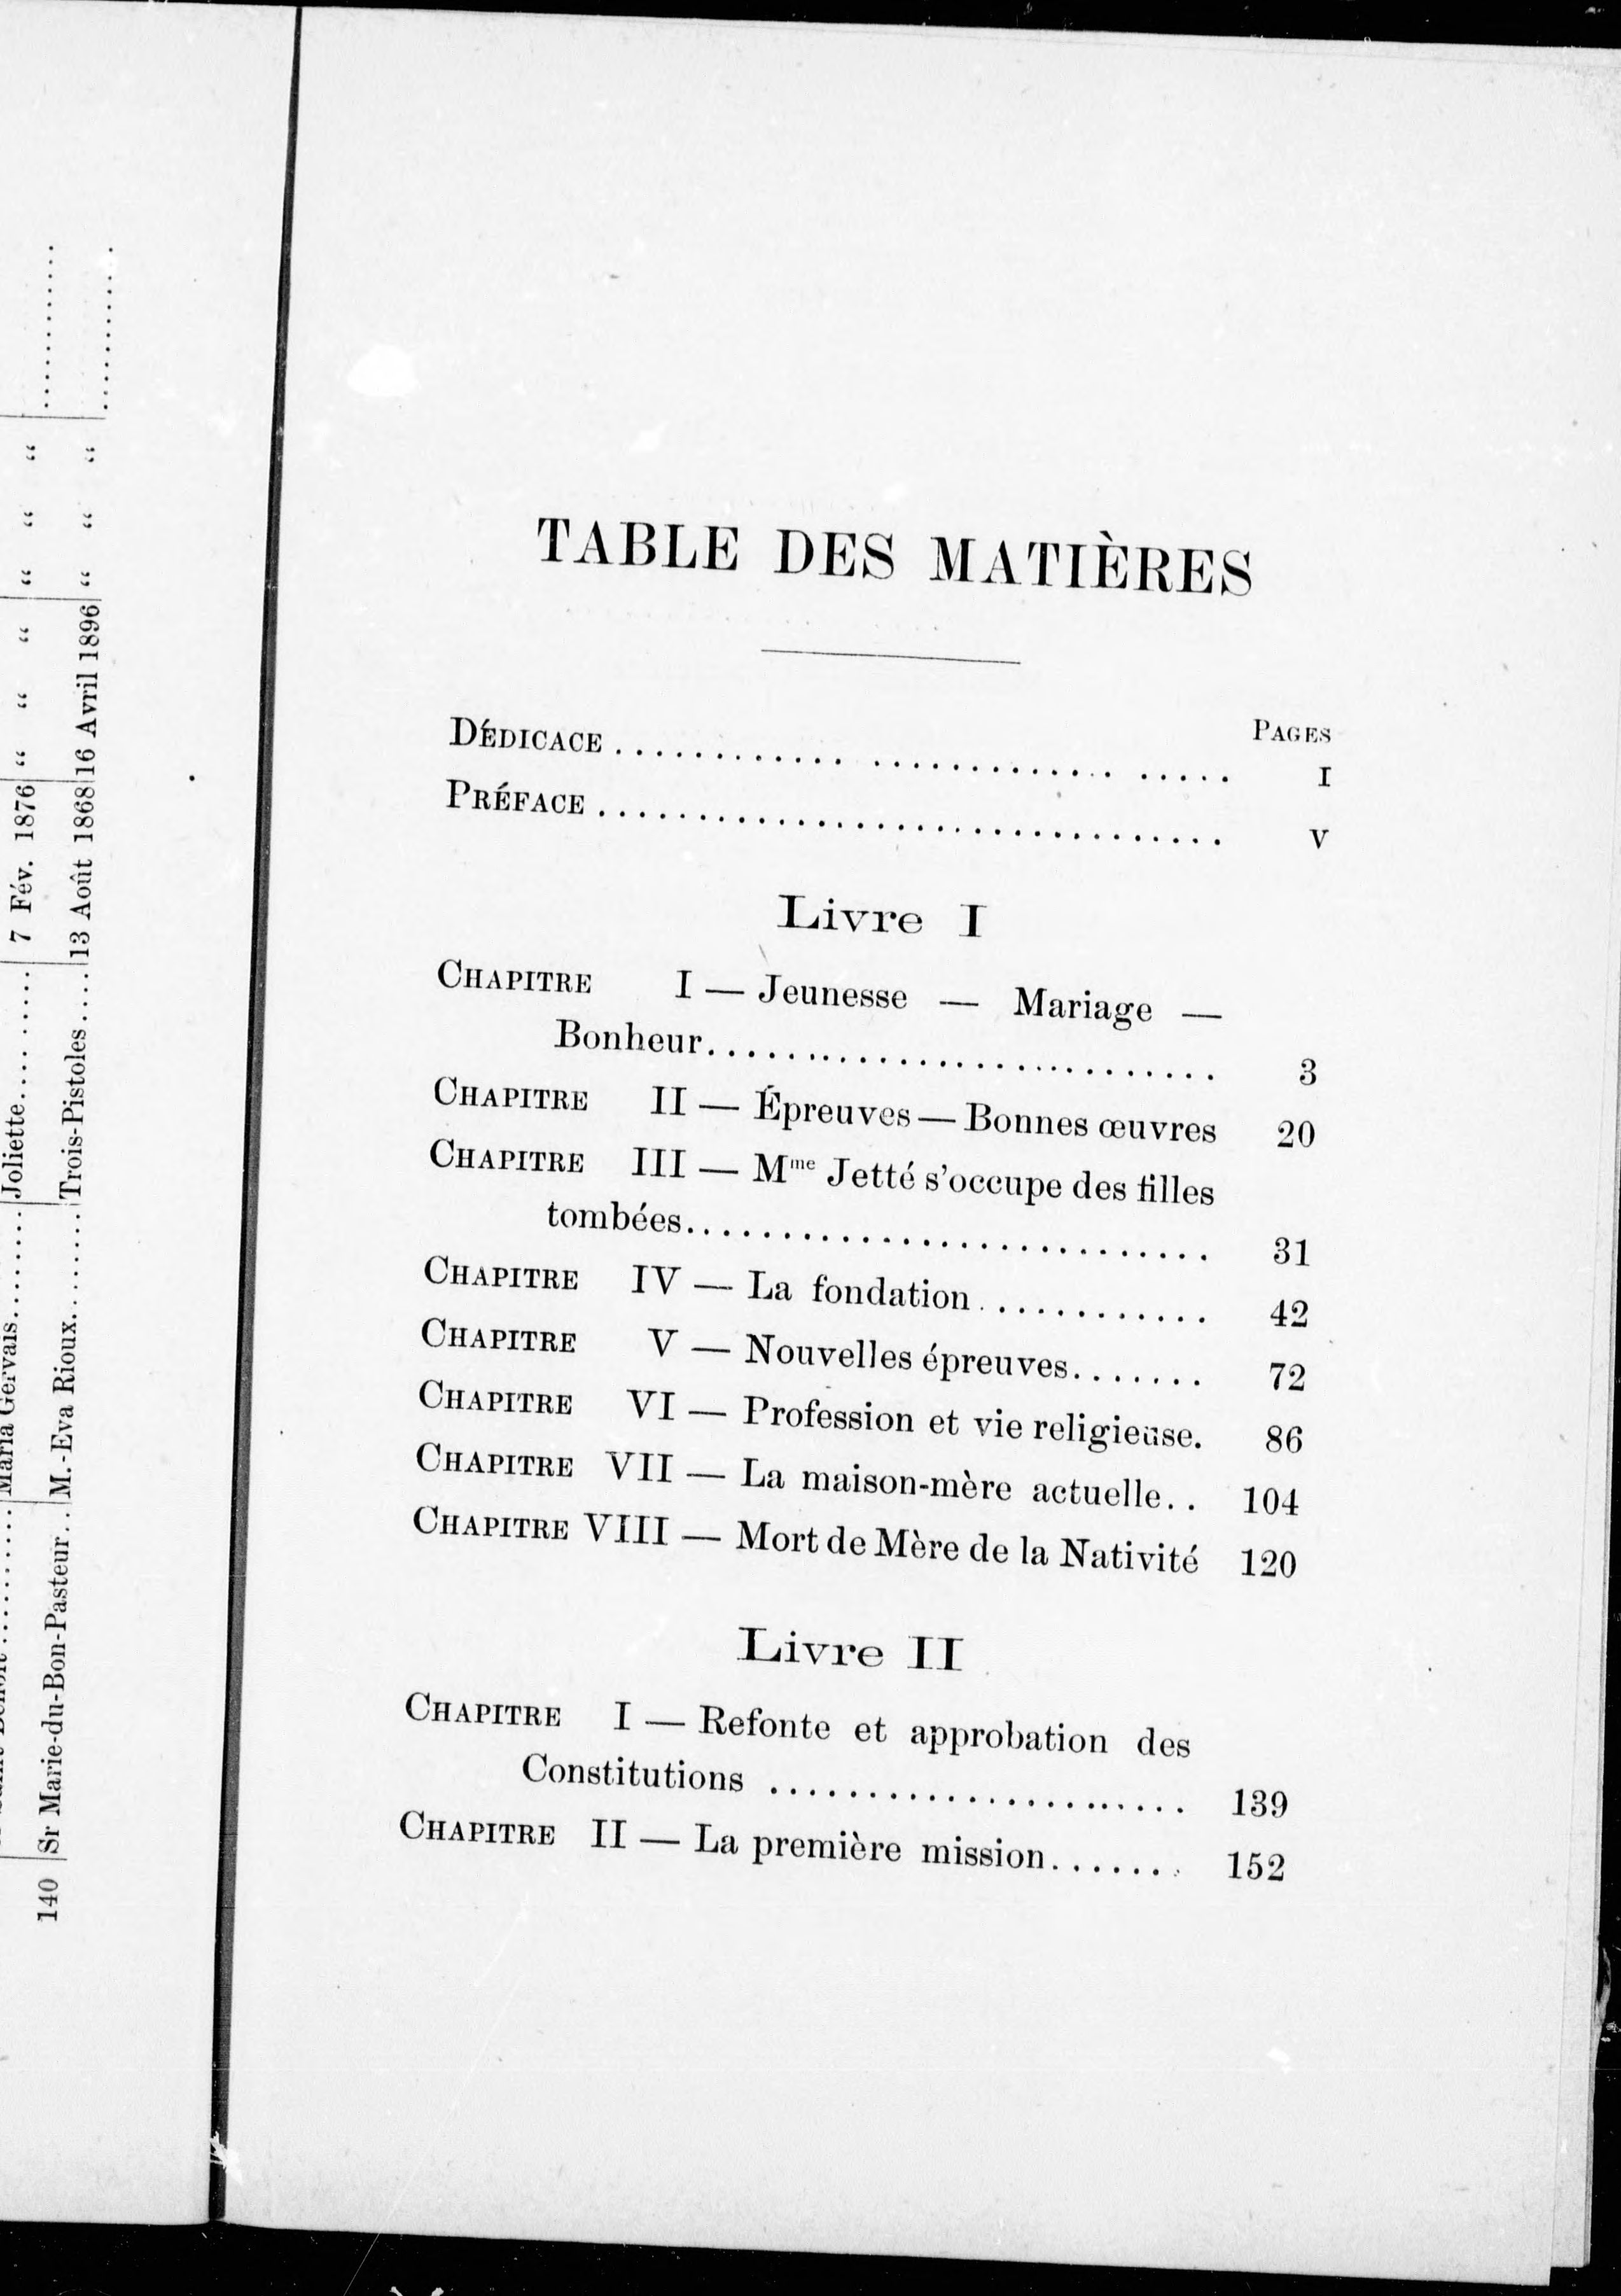 140 | Sr Marie-du-Bon-Pasteur.. | M.-Eva Rioux........ | Trois-Pistoles.... | 13 Août 1868 | 16 Avril 1896 | “ “ “ | ..........
Maria Gervais........ | Joliette.... ..... | 7 Fév. 1876 | “ “ “ | “ “ “ | ............
TABLE DES MATIÈRES
PAGES
DÉDICACE ............ ............ ..... I
PRÉFACE ................................ V
Livre I
CHAPITRE I — Jeunesse — Mariage —
Bonheur.......................... 3
CHAPITRE II — Épreuves — Bonnes œuvres 20
CHAPITRE III — Mme Jetté s’occupe des filles
tombées........................... 31
CHAPITRE IV — La fondation............ 42
CHAPITRE V — Nouvelles épreuves....... 72
CHAPITRE VI — Profession et vie religieuse. 86
CHAPITRE VII — La maison-mère actuelle.. 104
CHAPITRE VIII — Mort de Mère de la Nativité 120
Livre II
CHAPITRE I — Refonte et approbation des
Constitutions ..................... 139
CHAPITRE II — La première mission....... 152